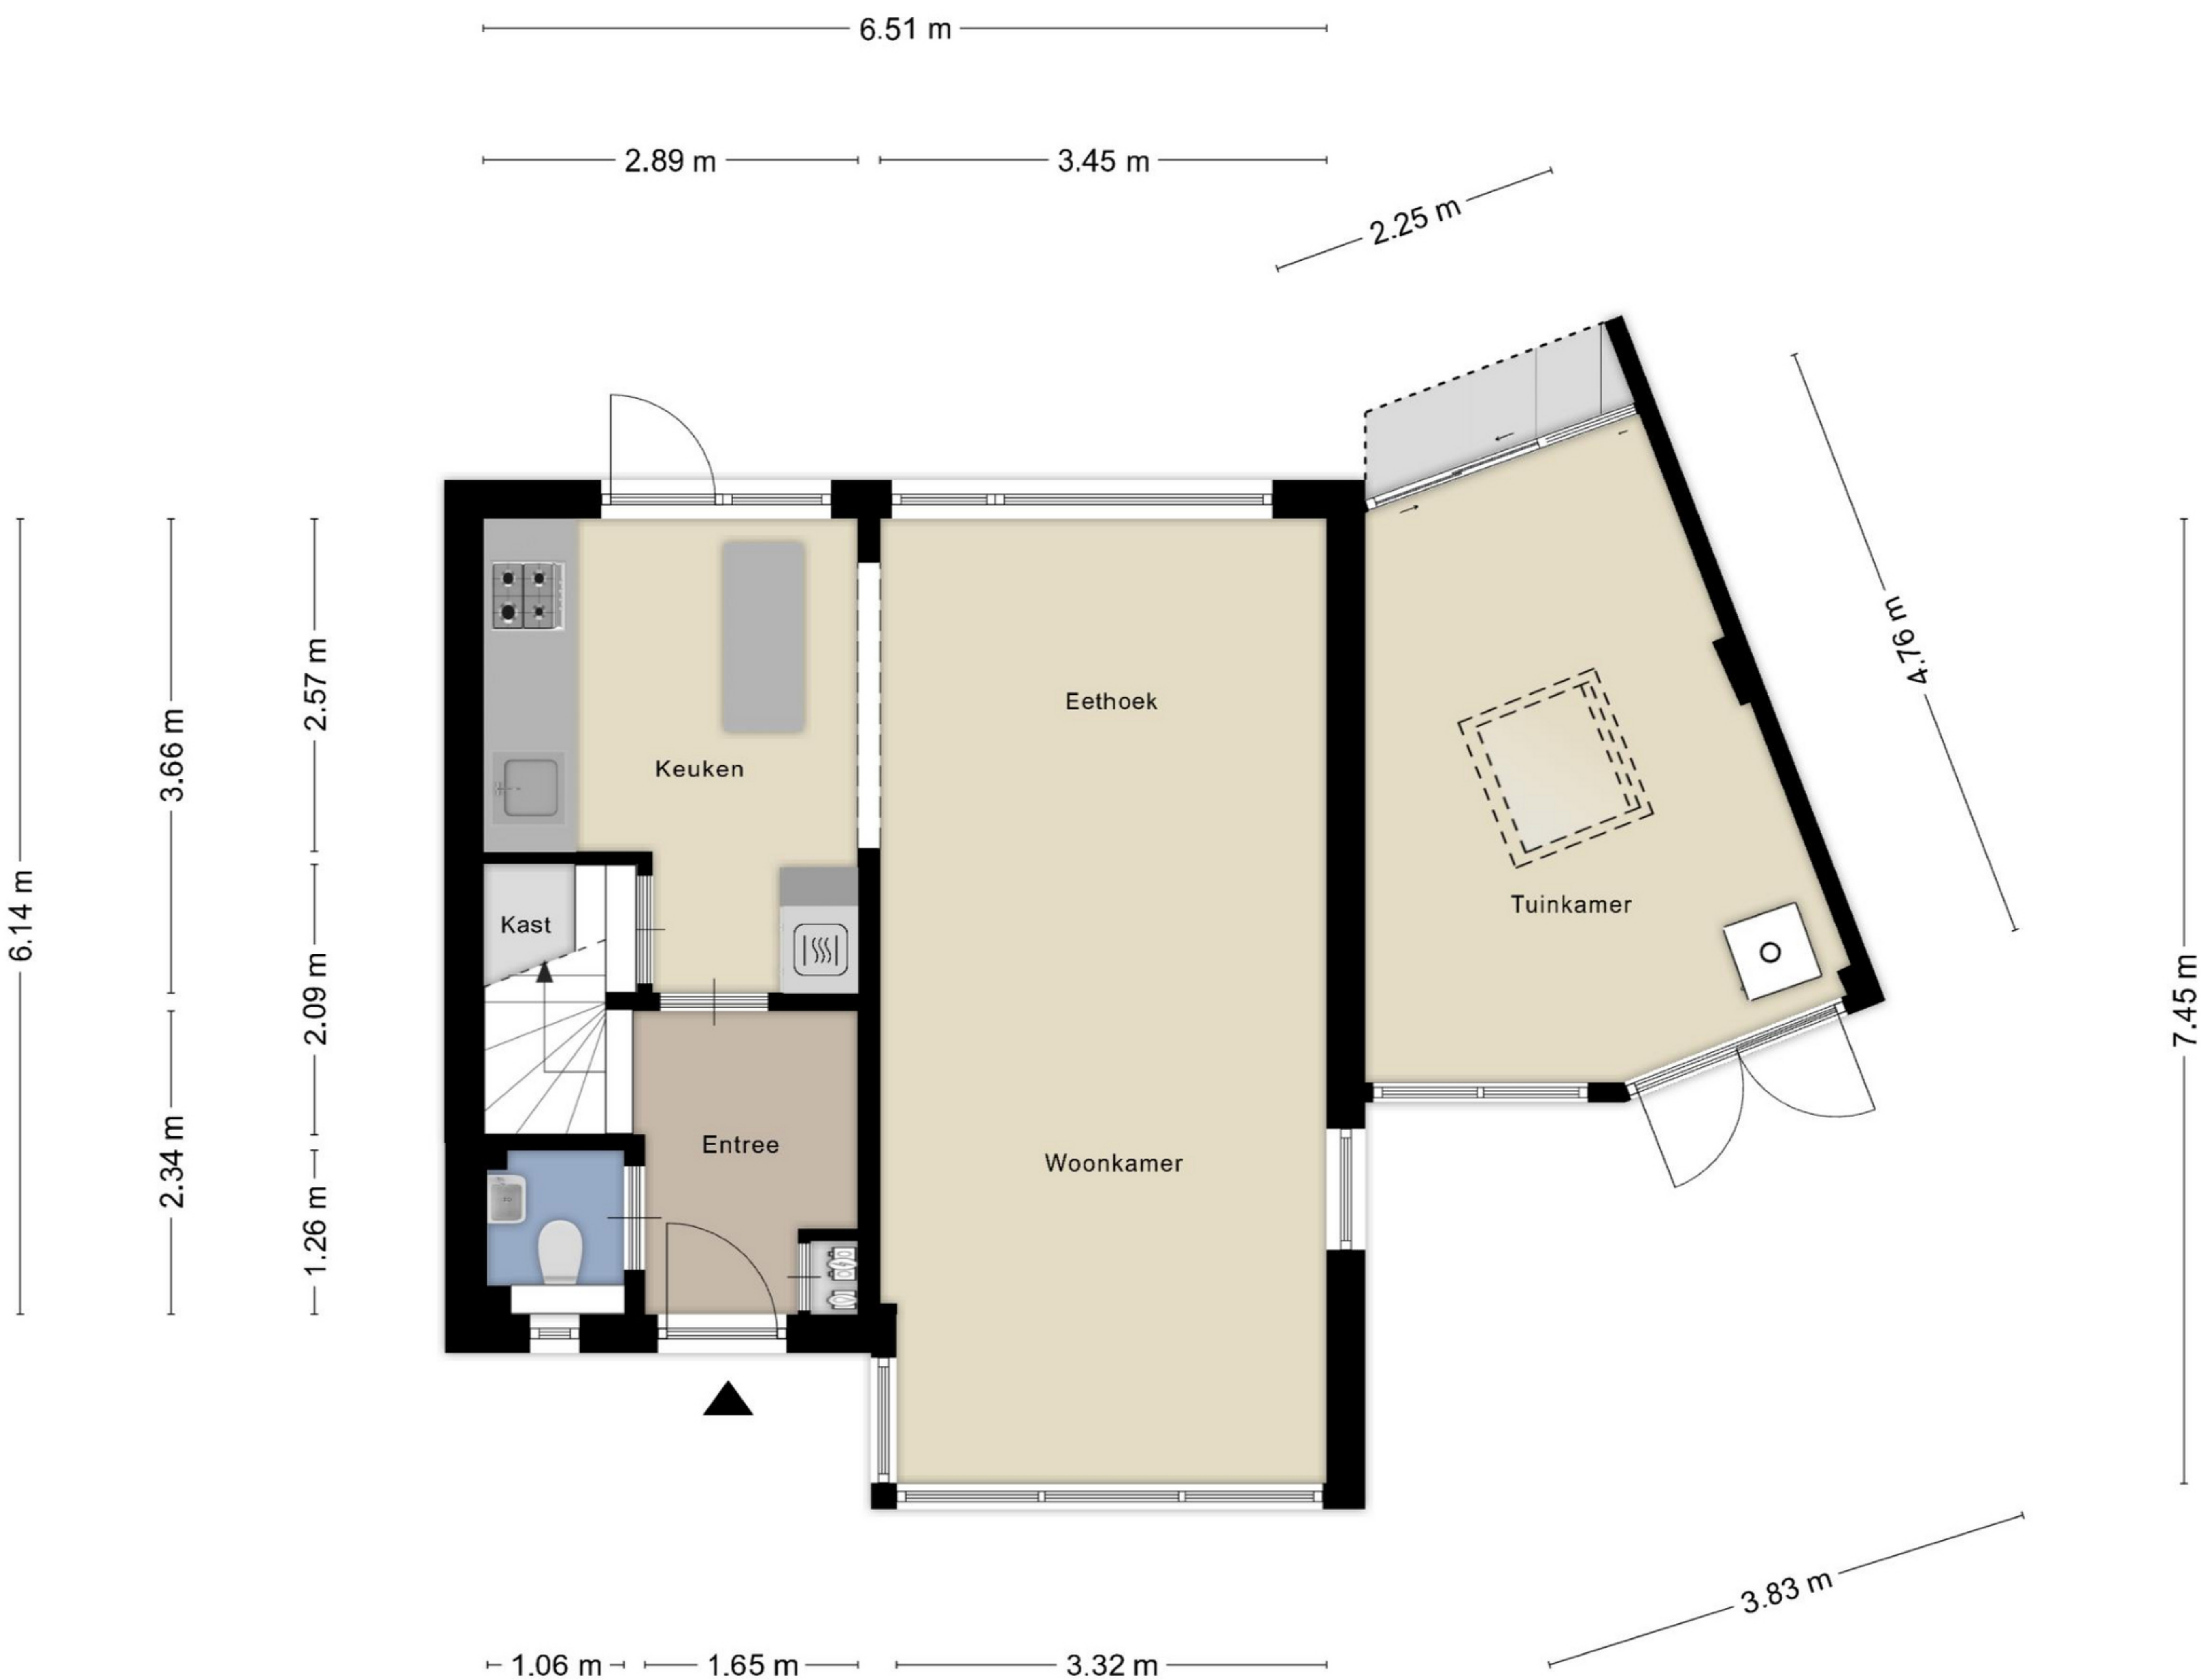 6.51 m
2.89 m
3.45 m
2.25 m
4.76 m
2.57 m
3.66 m
Eethoek
Keuken
6.14 m
Tuinkamer
Kast
2.09 m
7.45 m
Entree
Woonkamer
2.34 m
1.26 m
3.83 m
1.06 m
1.65 m
3.32 m